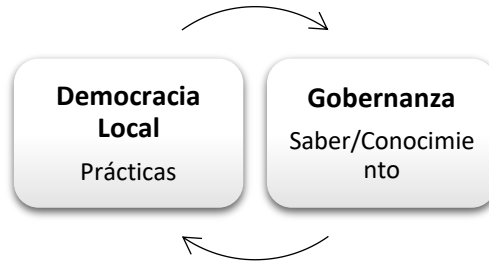 Democracia
Local
Prácticas
Gobernanza
Saber/Conocimie
nto